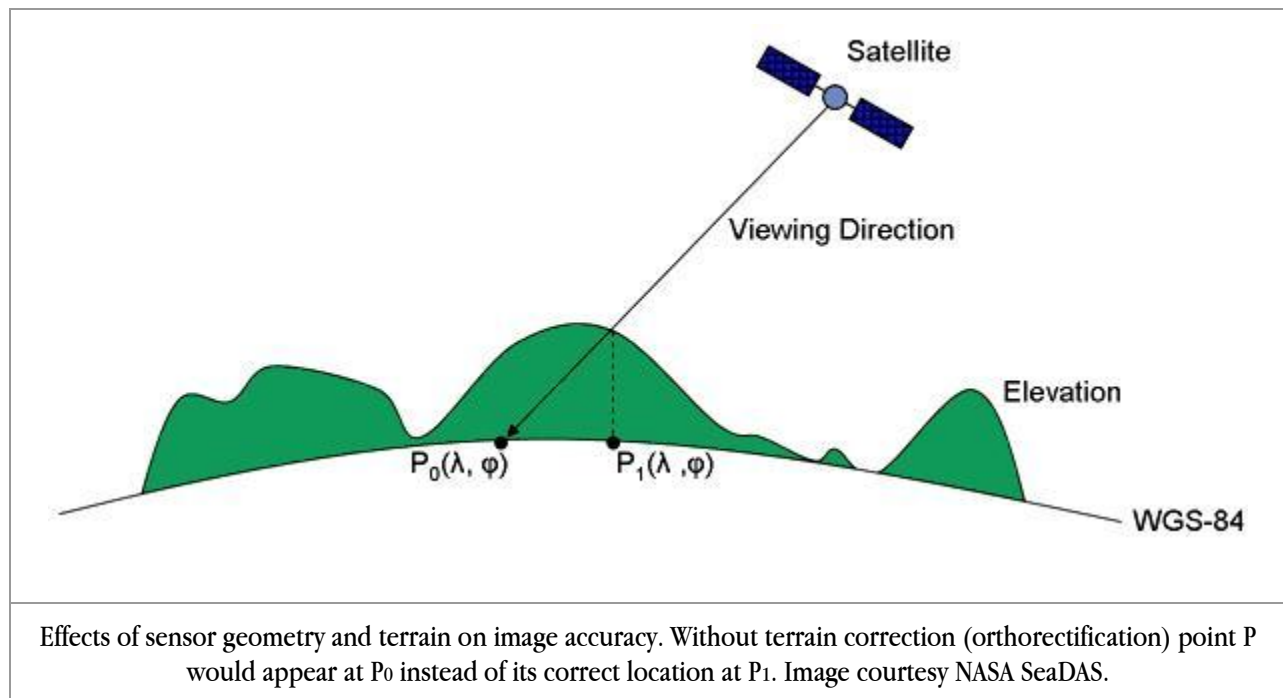 Satellite
Viewing Direction
Elevation
P₀(λ, φ)
P₁(λ ,φ)
WGS-84
Effects of sensor geometry and terrain on image accuracy. Without terrain correction (orthorectification) point P
would appear at P₀ instead of its correct location at P₁. Image courtesy NASA SeaDAS.